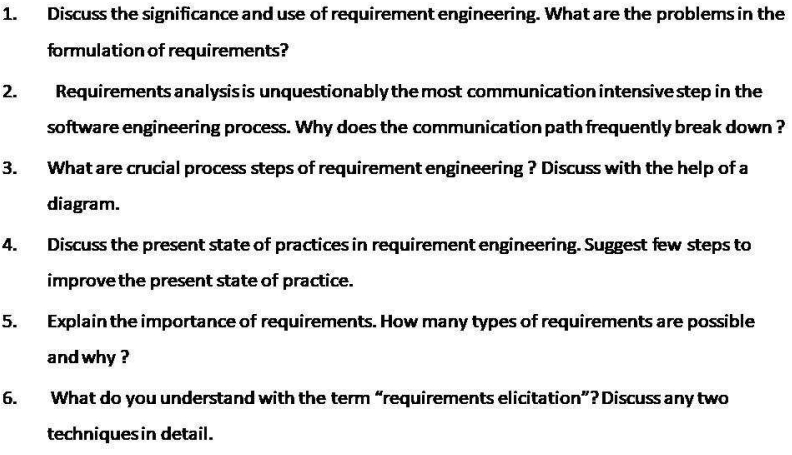 1. Discuss the significance and use of requirement engineering. What are the problems in the
formulation of requirements?
2. Requirements analysis is unquestionably the most communication intensive step in the
software engineering process. Why does the communication path frequently break down ?
3. What are crucial process steps of requirement engineering ? Discuss with the help of a
diagram.
4. Discuss the present state of practices in requirement engineering. Suggest few steps to
improve the present state of practice.
5. Explain the importance of requirements. How many types of requirements are possible
and why ?
6. What do you understand with the term “requirements elicitation”? Discuss any two
techniques in detail.